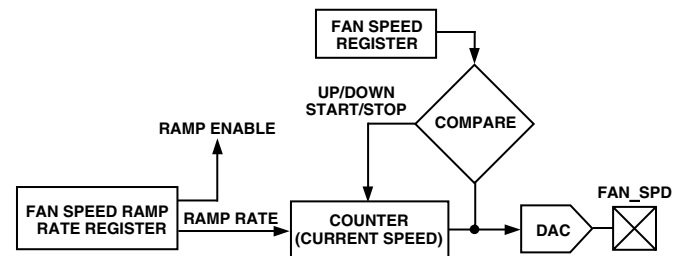 FAN SPEED
REGISTER
UP/DOWN
START/STOP
COMPARE
RAMP ENABLE
FAN_SPD
FAN SPEED RAMP
RATE REGISTER
RAMP RATE
COUNTER
(CURRENT SPEED)
DAC